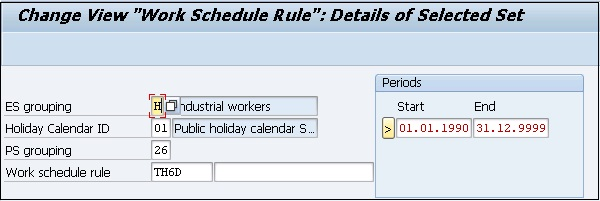 Change View "Work Schedule Rule": Details of Selected Set
Periods
ES grouping H ndustrial workers Start End
Holiday Calendar ID 01 Public holiday calendar S... > 01.01.1990 31.12.9999
PS grouping 26
Work schedule rule TH6D